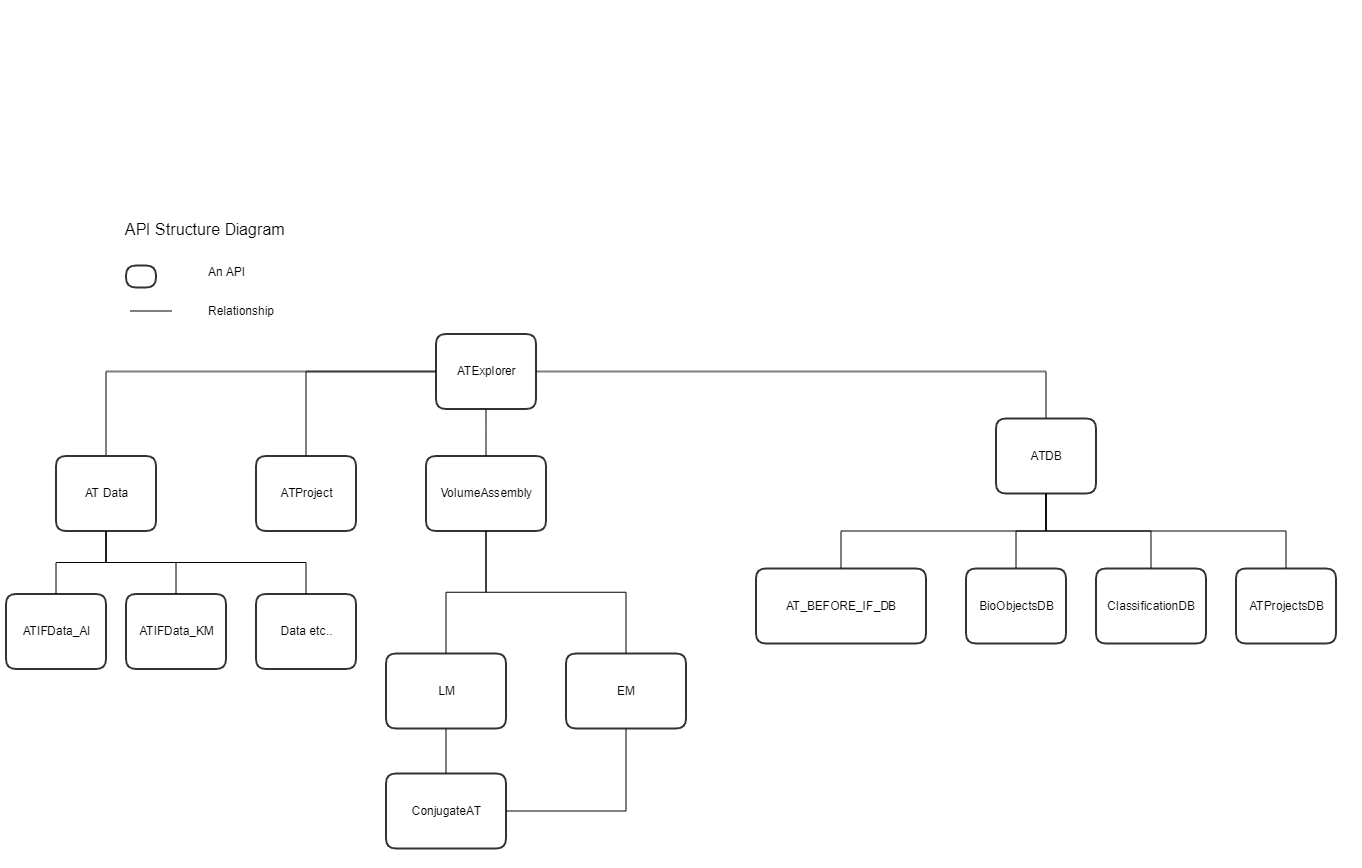 API Structure Diagram
An API
Relationship
ATExplorer
ATDB
AT Data
ATProject
VolumeAssembly
AT_BEFORE_IF_DB
BioObjectsDB
ClassificationDB
ATProjectsDB
ATIFData_AI
ATIFData_KM
Data etc..
LM
EM
ConjugateAT